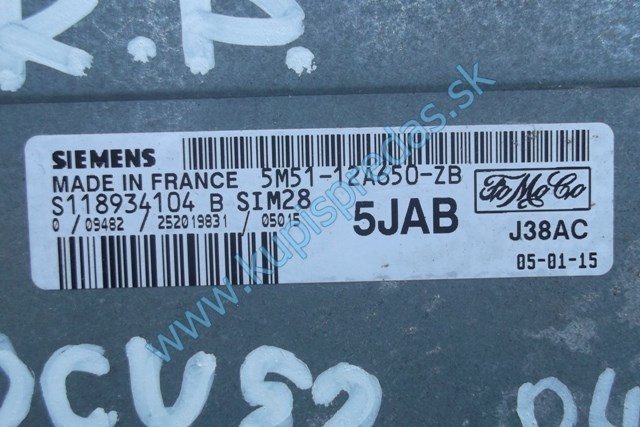 R.P.
SIEMENS
MADE IN FRANCE 5M51-12A650-ZB
S118934104 B SIM28
0 / 09482 / 252019831 / 05015
5JAB
FoMoCo
J38AC
05-01-15
www.kupispredas.sk